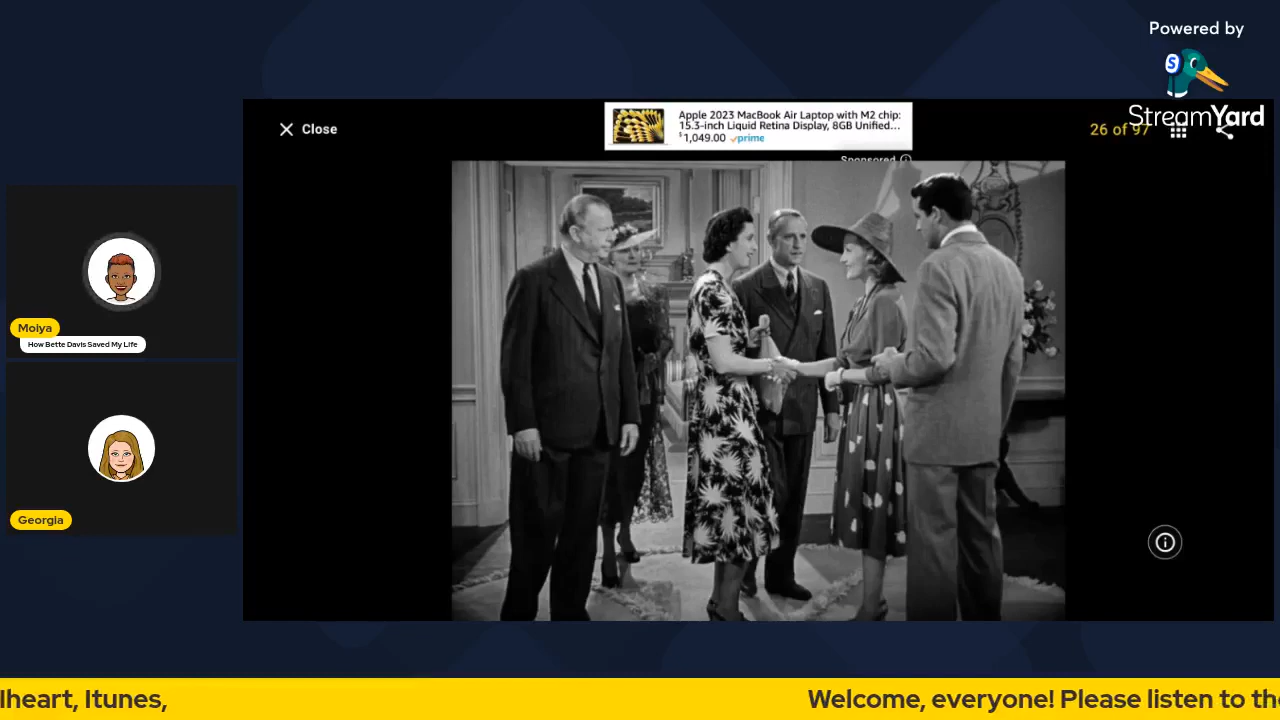 Powered by
S
StreamYard
Close
Apple 2023 MacBook Air Laptop with M2 chip:
15.3-inch Liquid Retina Display, 8GB Unified...
$1,049.00 prime
26 of 97
Sponsored
Moiya
How Bette Davis Saved My Life
Georgia
Iheart, Itunes,
Welcome, everyone! Please listen to the